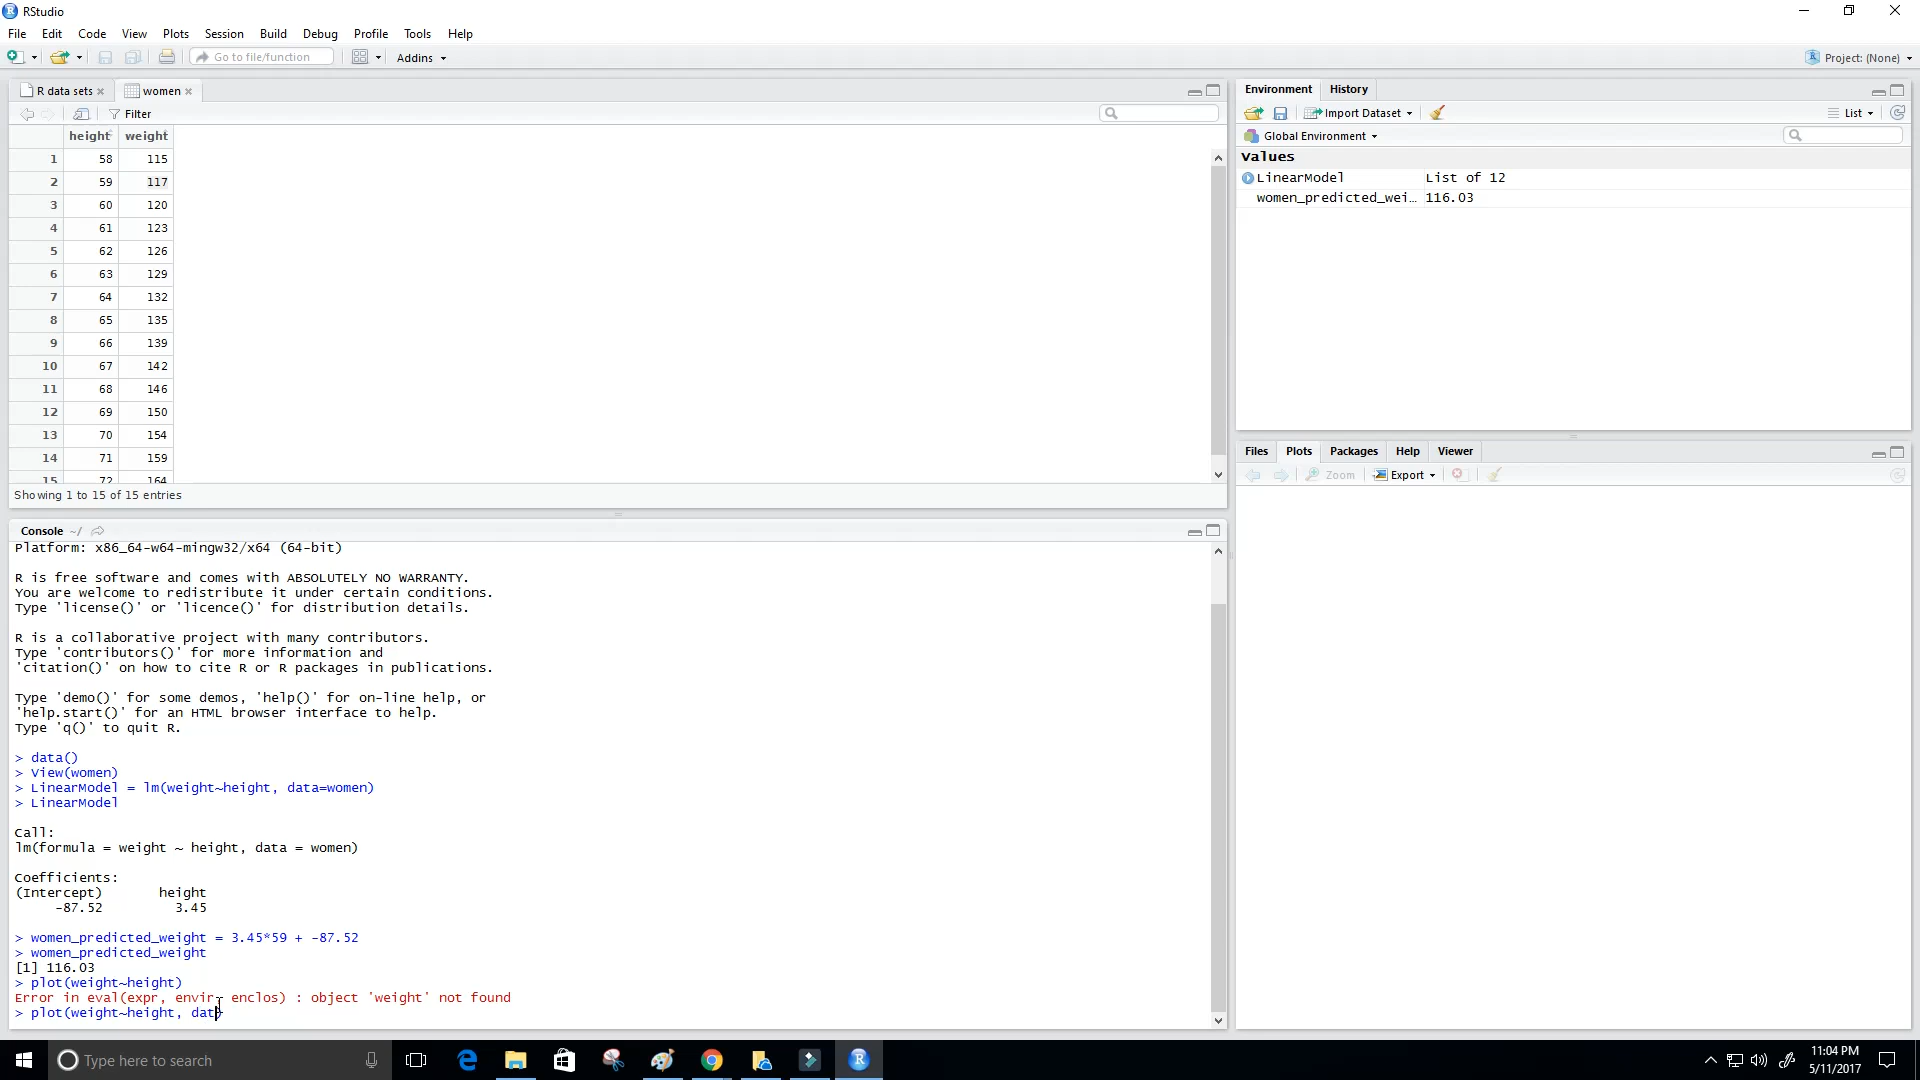 RStudio
File Edit Code View Plots Session Build Debug Profile Tools Help
Go to file/function Addins Project: (None)
R data sets women
Filter
height weight
1 58 115
2 59 117
3 60 120
4 61 123
5 62 126
6 63 129
7 64 132
8 65 135
9 66 139
10 67 142
11 68 146
12 69 150
13 70 154
14 71 159
15 72 164
Showing 1 to 15 of 15 entries
Console ~/
Platform: x86_64-w64-mingw32/x64 (64-bit)
R is free software and comes with ABSOLUTELY NO WARRANTY.
You are welcome to redistribute it under certain conditions.
Type 'license()' or 'licence()' for distribution details.
R is a collaborative project with many contributors.
Type 'contributors()' for more information and
'citation()' on how to cite R or R packages in publications.
Type 'demo()' for some demos, 'help()' for on-line help, or
'help.start()' for an HTML browser interface to help.
Type 'q()' to quit R.
> data()
> View(women)
> LinearModel = lm(weight~height, data=women)
> LinearModel
Call:
lm(formula = weight ~ height, data = women)
Coefficients:
(Intercept) height
-87.52 3.45
> women_predicted_weight = 3.45*59 + -87.52
> women_predicted_weight
[1] 116.03
> plot(weight~height)
Error in eval(expr, envir, enclos) : object 'weight' not found
> plot(weight~height, dat)
Environment History
Import Dataset List
Global Environment
Values
LinearModel List of 12
women_predicted_wei… 116.03
Files Plots Packages Help Viewer
Zoom Export
Type here to search
11:04 PM
5/11/2017